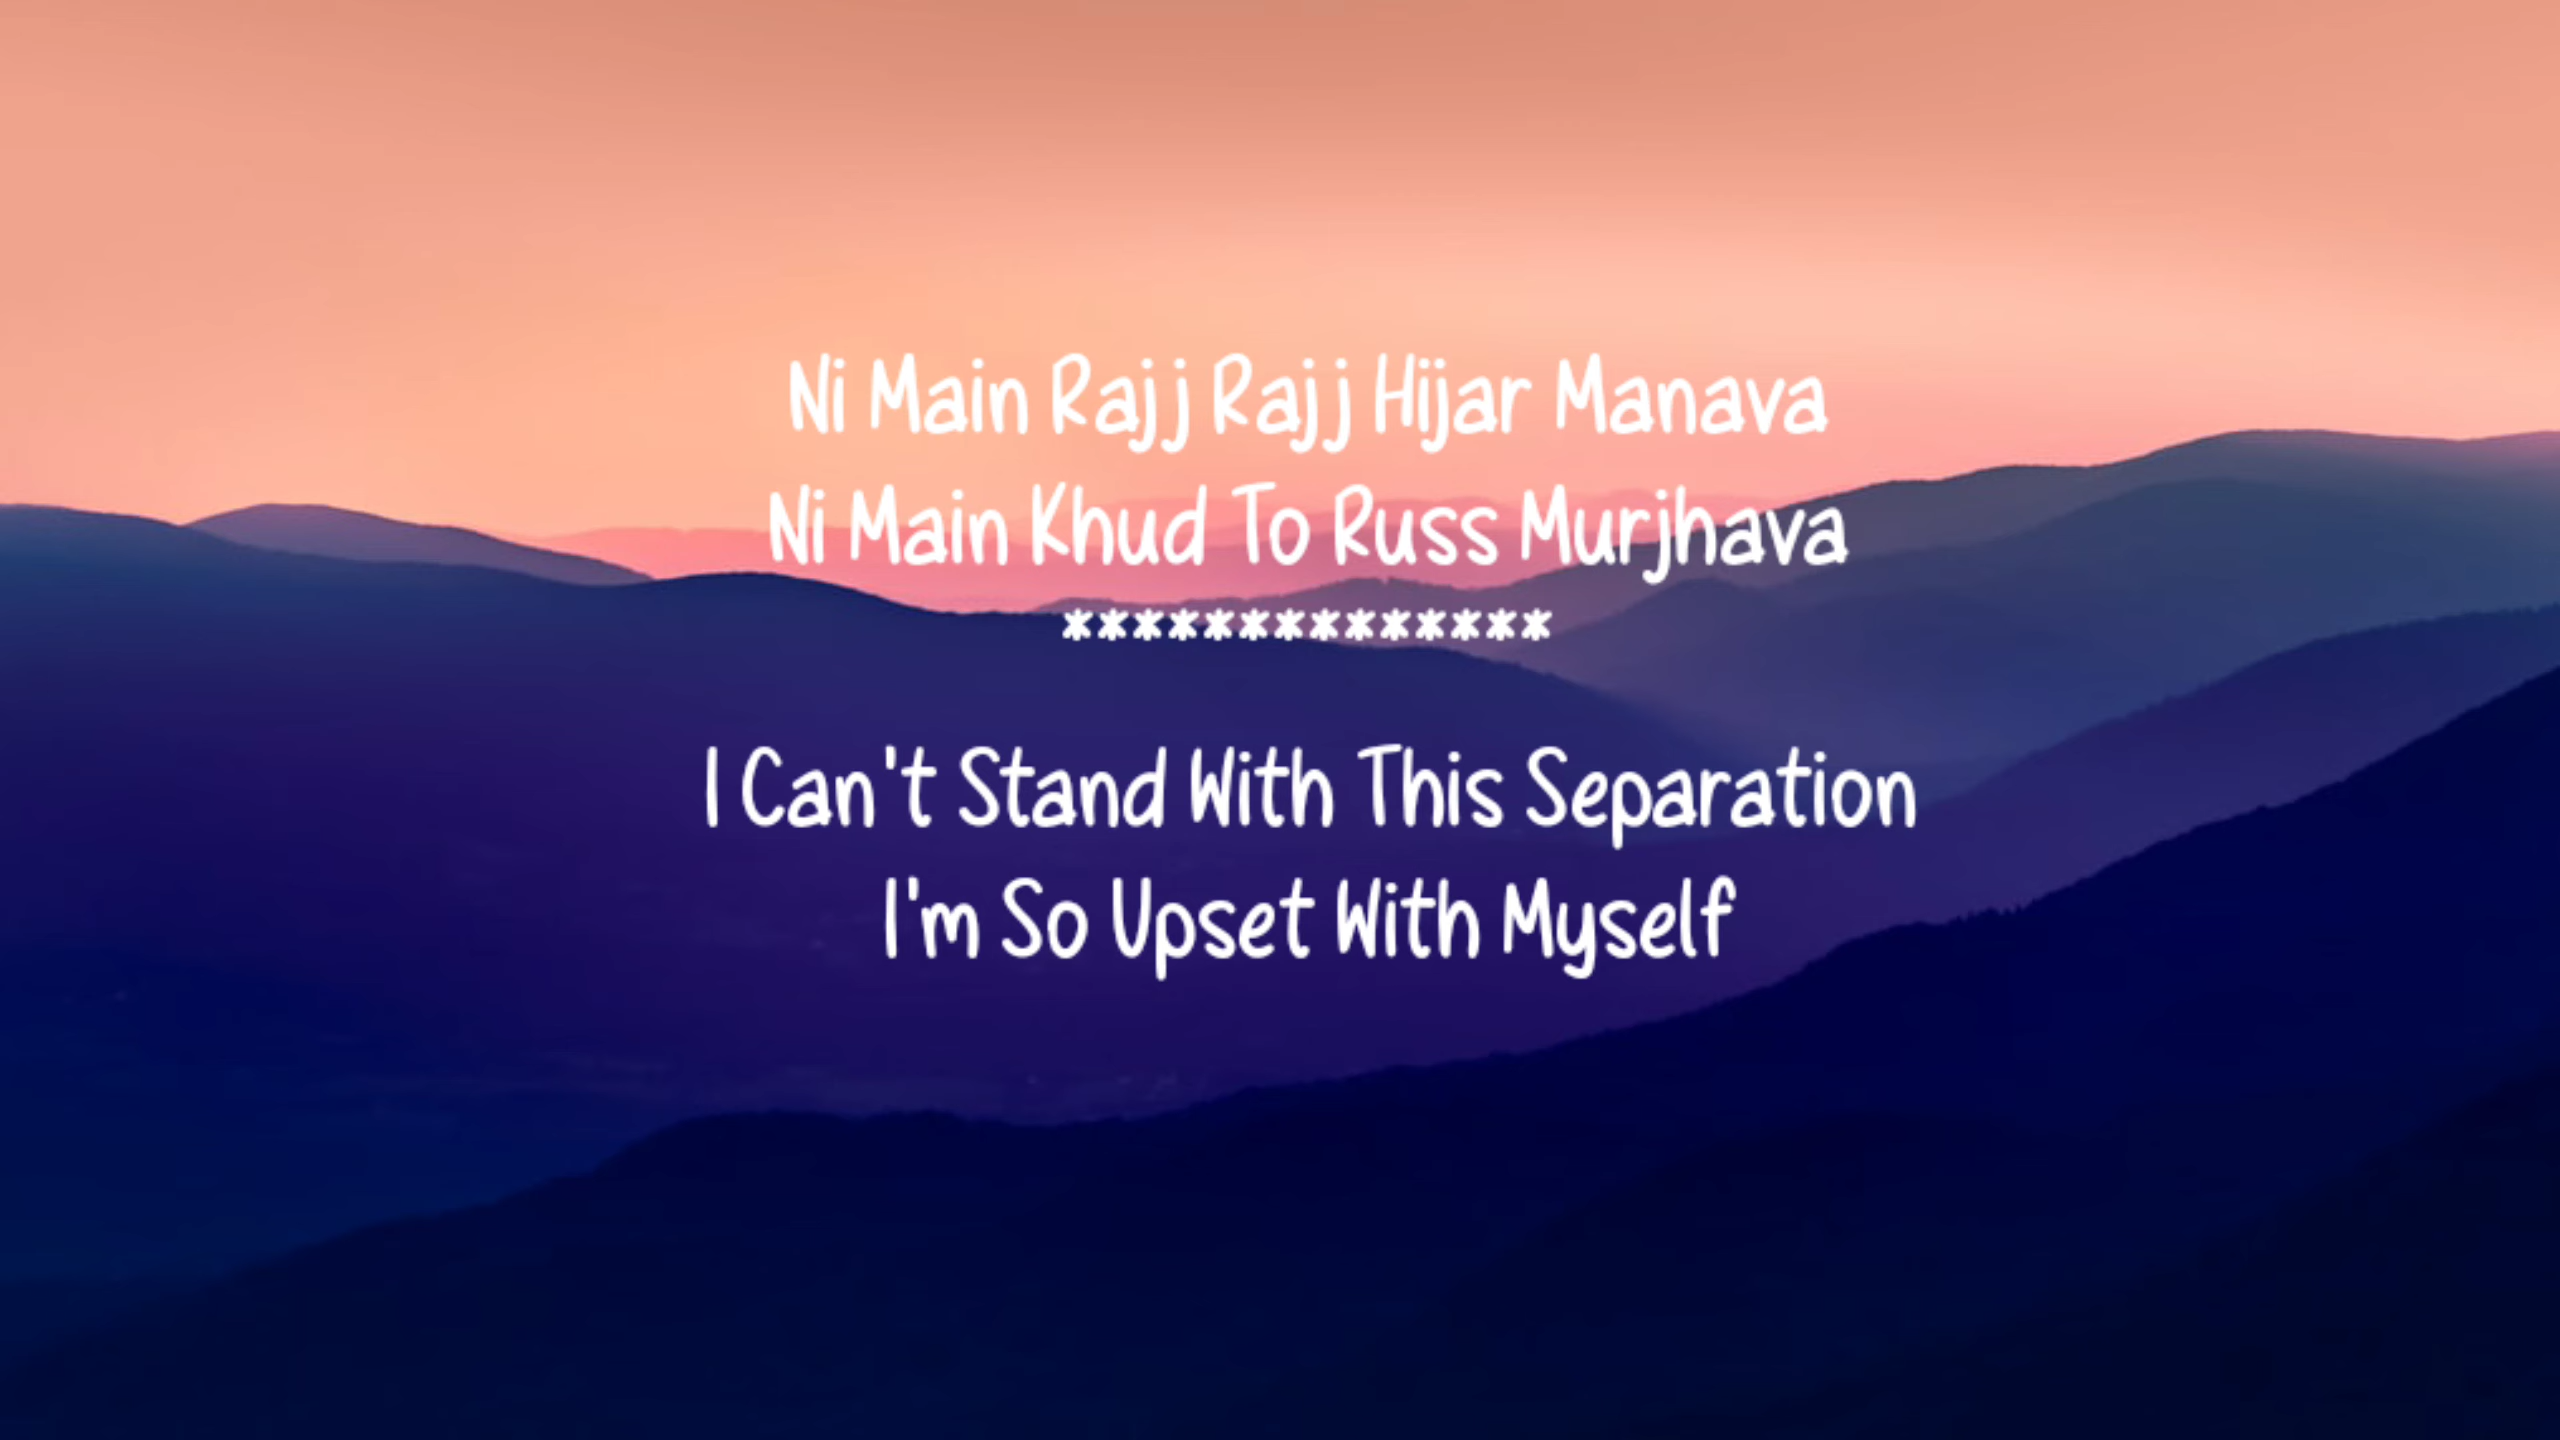 Ni Main Rajj Rajj Hijar Manava
Ni Main Khud To Russ Murjhava
**************
I Can't Stand With This Separation
I'm So Upset With Myself